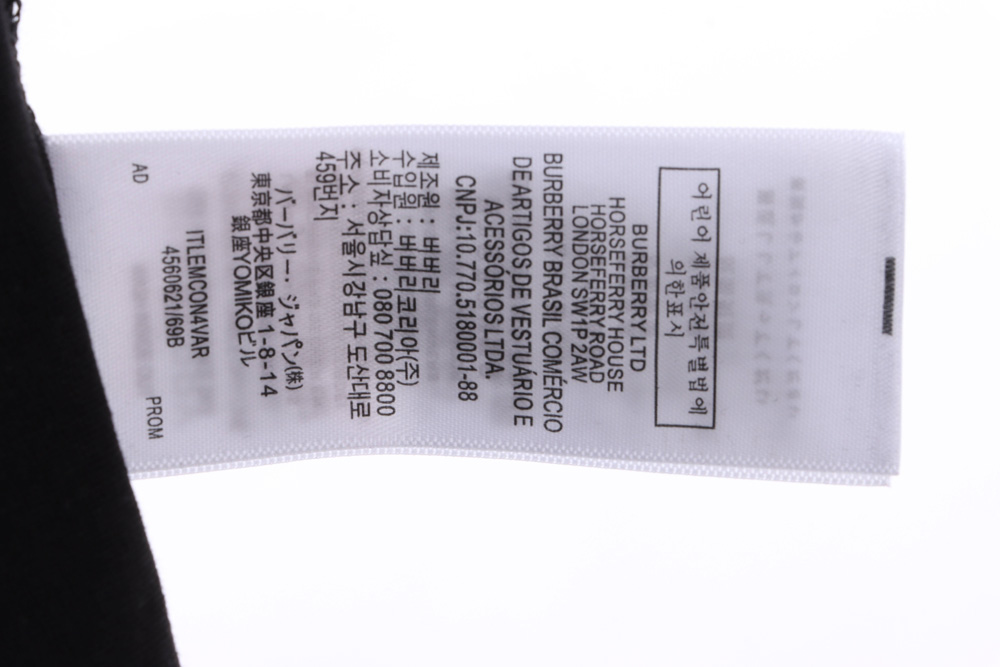 어린이 제품안전특별법에
의한표시
BURBERRY LTD
HORSEFERRY HOUSE
HORSEFERRY ROAD
LONDON SW1P 2AW
BURBERRY BRASIL COMÉRCIO
DE ARTIGOS DE VESTUÁRIO E
ACESSÓRIOS LTDA.
CNPJ:10.770.5180001-88
제조원 : 버버리
수입원 : 버버리코리아(주)
소비자상담실 : 080 700 8800
주소 : 서울시강남구 도산대로
459번지
バーバリー・ジャパン(株)
東京都中央区銀座 1-8-14
銀座YOMIKOビル
ITLEMCON4VAR
4560621/69B
AD PROM